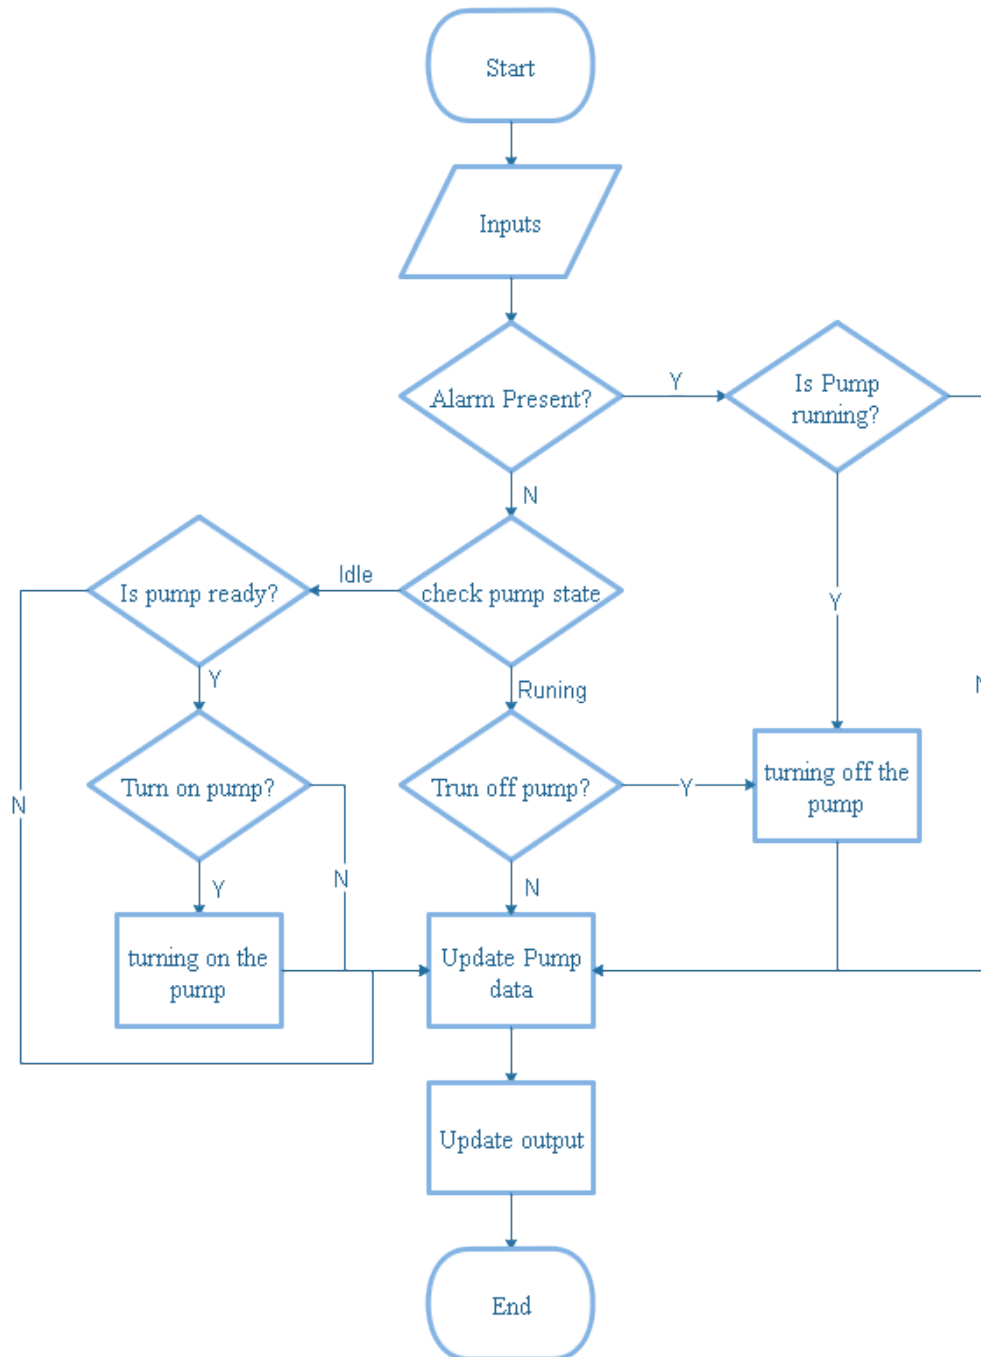 Start
Inputs
Alarm Present?
Y
Is Pump
running?
N
Is pump ready?
Idle
check pump state
Y
Y
Runing
N
Turn on pump?
Trun off pump?
Y
turning off the
pump
N
Y
N
N
turning on the
pump
Update Pump
data
Update output
End